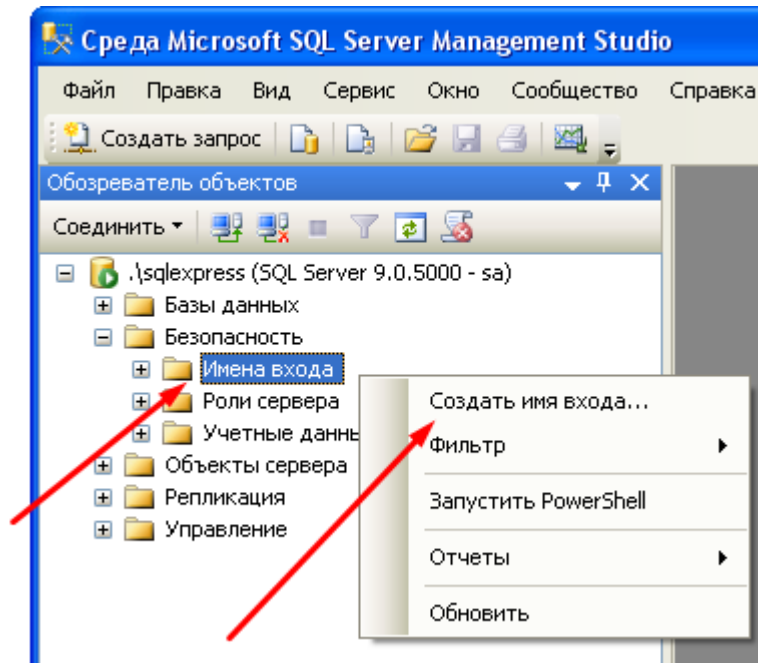 Среда Microsoft SQL Server Management Studio
Файл Правка Вид Сервис Окно Сообщество Справка
Создать запрос
Обозреватель объектов
Соединить
.\sqlexpress (SQL Server 9.0.5000 - sa)
Базы данных
Безопасность
Имена входа
Роли сервера
Учетные данн
Объекты сервера
Репликация
Управление
Создать имя входа...
Фильтр
Запустить PowerShell
Отчеты
Обновить